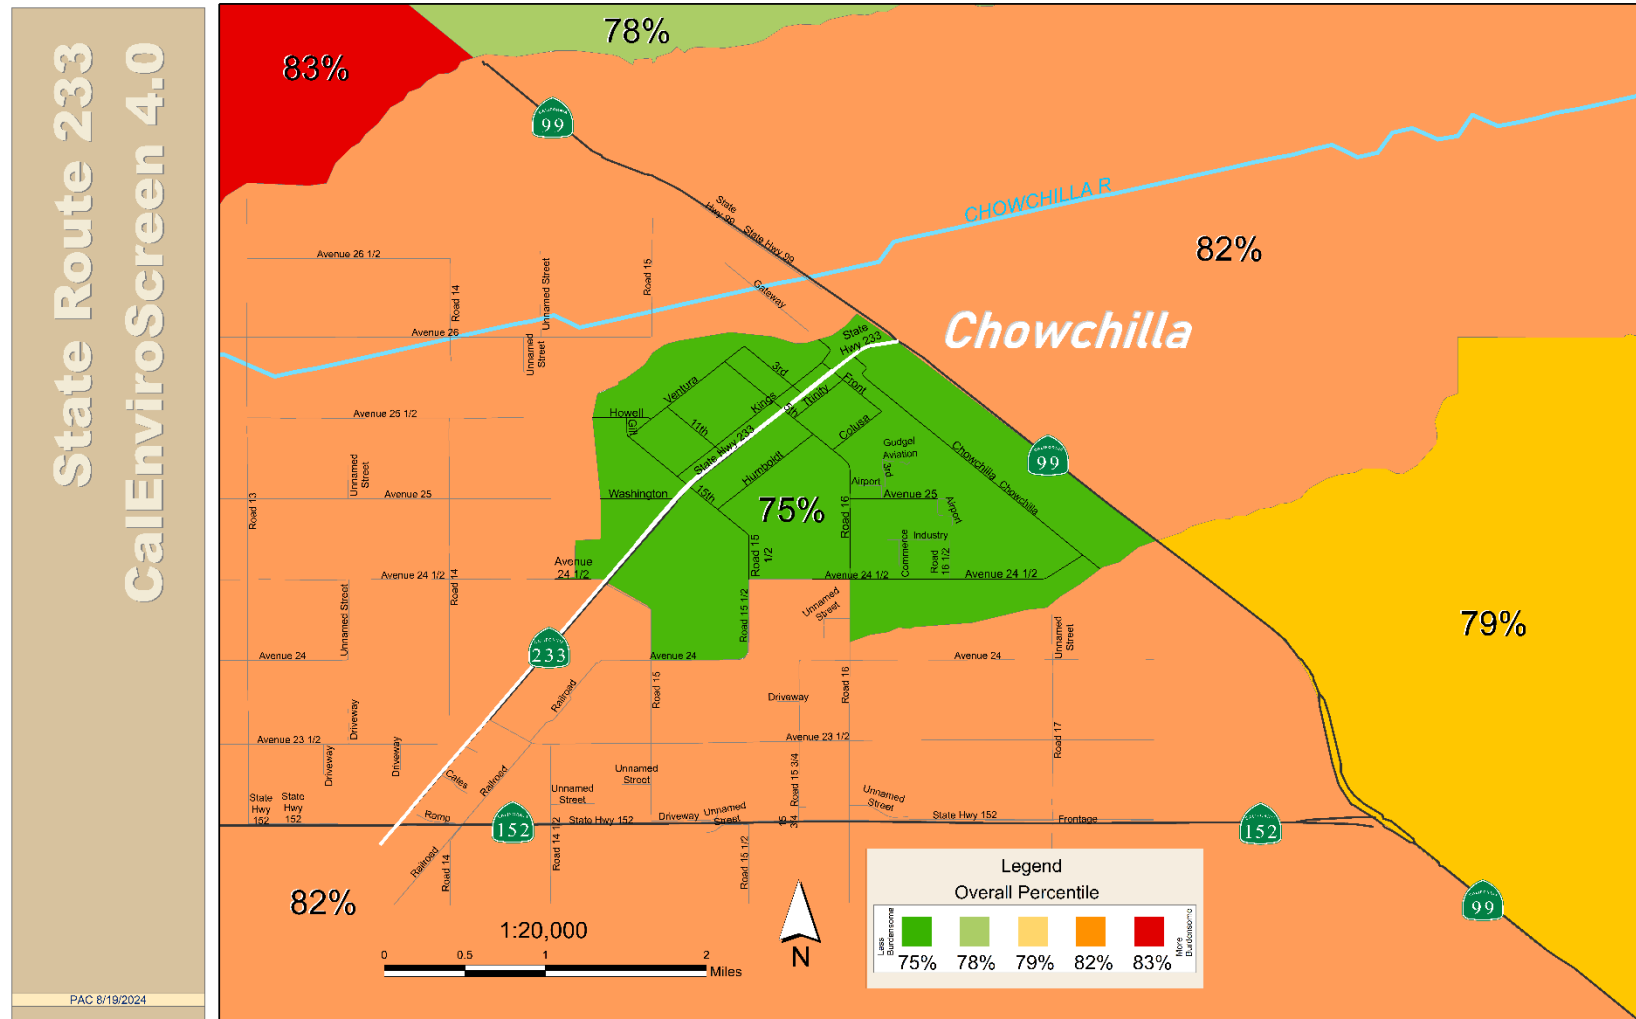 State Route 233
CalEnviroScreen 4.0
PAC 8/19/2024
83%
78%
99
State
Hwy 99
State Hwy 99
CHOWCHILLA R
82%
Chowchilla
Avenue 26 1/2
Road 14
Unnamed Street
Road 15
Gateway
Avenue 26
Unnamed
Street
State
Hwy 233
Ventura
3rd
Kings
5th
Trinity
Front
Howell
Gill
11th
State Hwy 233
Colusa
Humboldt
Gudgel
Aviation
3rd
Chowchilla
Chowchilla
99
Avenue 25 1/2
Unnamed
Street
Avenue 25
Road 13
Washington
15th
75%
Airport
Road 16
Avenue 25
Airport
Industry
Commerce
Road
16 1/2
Road 15
1/2
Avenue
24 1/2
Avenue 24 1/2
Road 14
Avenue 24 1/2
Avenue 24 1/2
Unnamed Street
Road 15 1/2
Unnamed
Street
Unnamed
Street
79%
233
Avenue 24
Avenue 24
Avenue 24
Railroad
Road 15
Road 16
Driveway
Road 17
Driveway
Avenue 23 1/2
Driveway
Driveway
Avenue 23 1/2
Cates
Railroad
Unnamed
Street
Road 15 3/4
State
Hwy
152
State
Hwy
152
Ramp
152
Unnamed
Street
State Hwy 152
Driveway
Unnamed
Street
15
3/4
Unnamed
Street
State Hwy 152
Frontage
152
Railroad
Road 14
Road 14 1/2
Road 15 1/2
82%
99
1:20,000
0
0.5
1
2
Miles
N
Legend
Overall Percentile
Less
Burdensome
75%
78%
79%
82%
83%
More
Burdensome